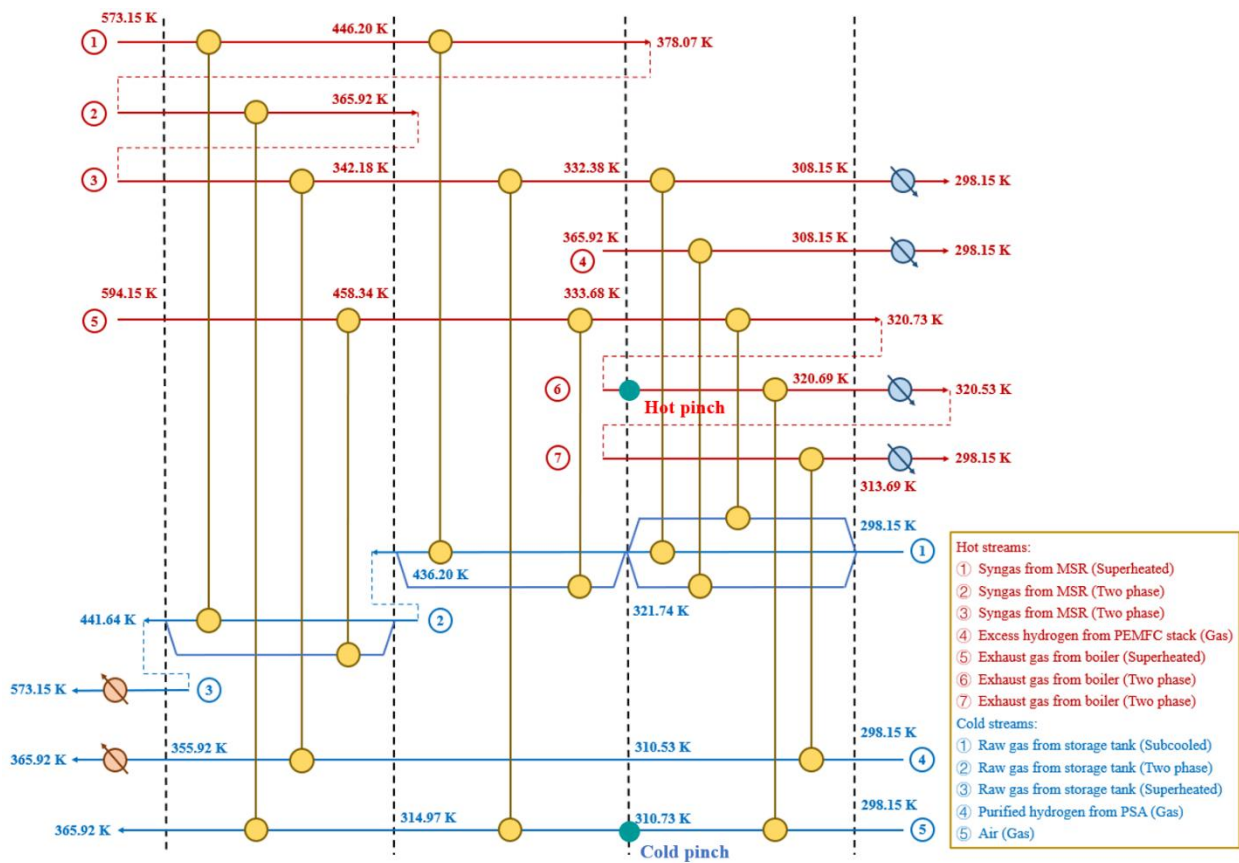 573.15 K
① 446.20 K 378.07 K
② 365.92 K
③ 342.18 K 332.38 K 308.15 K 298.15 K
365.92 K 308.15 K
④ 298.15 K
594.15 K 458.34 K 333.68 K
⑤ 320.73 K
⑥ 320.69 K 320.53 K
Hot pinch
⑦ 298.15 K
313.69 K
298.15 K
①
436.20 K
321.74 K
441.64 K ②
573.15 K ③
355.92 K 310.53 K 298.15 K
365.92 K ④
314.97 K 310.73 K 298.15 K
365.92 K ⑤
Cold pinch
Hot streams:
① Syngas from MSR (Superheated)
② Syngas from MSR (Two phase)
③ Syngas from MSR (Two phase)
④ Excess hydrogen from PEMFC stack (Gas)
⑤ Exhaust gas from boiler (Superheated)
⑥ Exhaust gas from boiler (Two phase)
⑦ Exhaust gas from boiler (Two phase)
Cold streams:
① Raw gas from storage tank (Subcooled)
② Raw gas from storage tank (Two phase)
③ Raw gas from storage tank (Superheated)
④ Purified hydrogen from PSA (Gas)
⑤ Air (Gas)